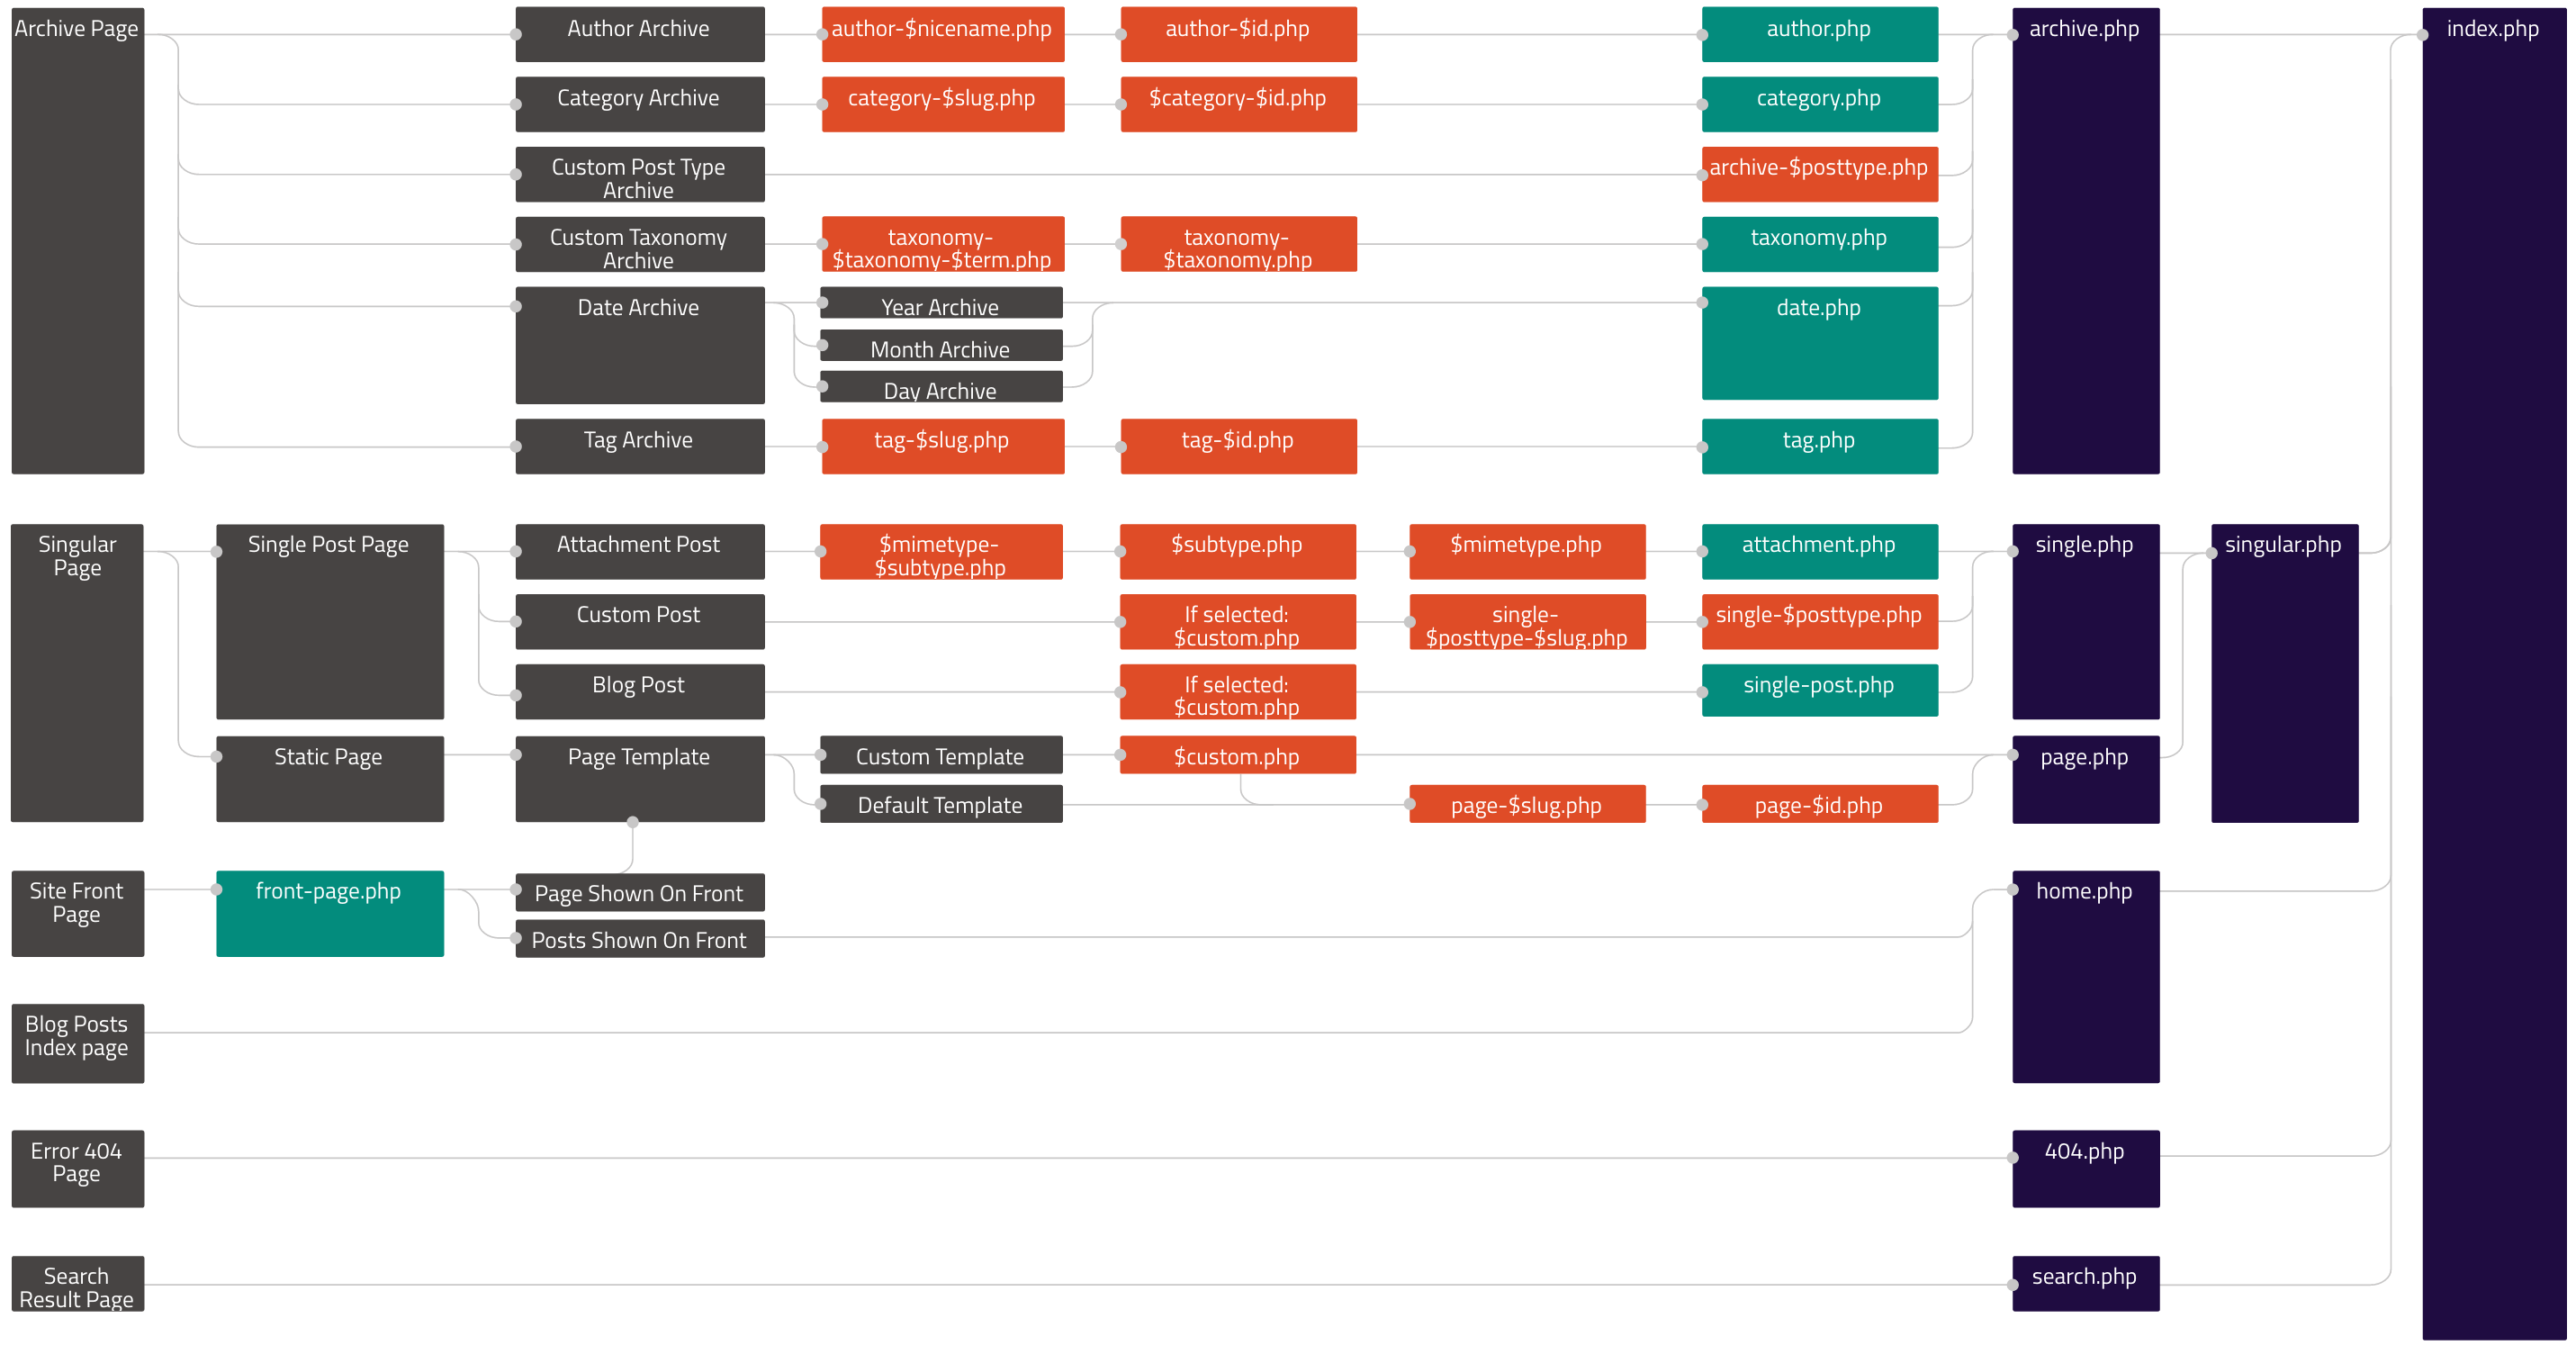 Archive Page
Author Archive
author-$nicename.php
author-$id.php
author.php
archive.php
index.php
Category Archive
category-$slug.php
$category-$id.php
category.php
Custom Post Type
Archive
archive-$posttype.php
Custom Taxonomy
Archive
taxonomy-
$taxonomy-$term.php
taxonomy-
$taxonomy.php
taxonomy.php
Date Archive
Year Archive
Month Archive
Day Archive
date.php
Tag Archive
tag-$slug.php
tag-$id.php
tag.php
Singular
Page
Single Post Page
Attachment Post
$mimetype-
$subtype.php
$subtype.php
$mimetype.php
attachment.php
single.php
singular.php
Custom Post
If selected:
$custom.php
single-
$posttype-$slug.php
single-$posttype.php
Blog Post
If selected:
$custom.php
single-post.php
Static Page
Page Template
Custom Template
$custom.php
page.php
Default Template
page-$slug.php
page-$id.php
Site Front
Page
front-page.php
Page Shown On Front
Posts Shown On Front
home.php
Blog Posts
Index page
Error 404
Page
404.php
Search
Result Page
search.php